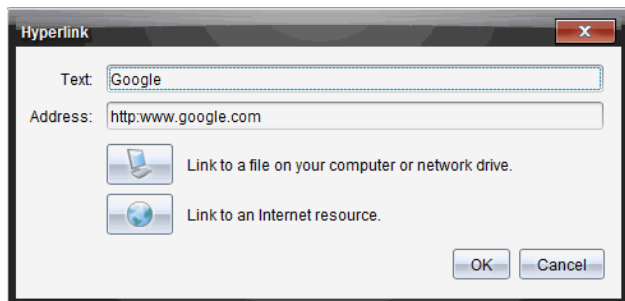 Hyperlink
Text: Google
Address: http:www.google.com
Link to a file on your computer or network drive.
Link to an Internet resource.
OK Cancel